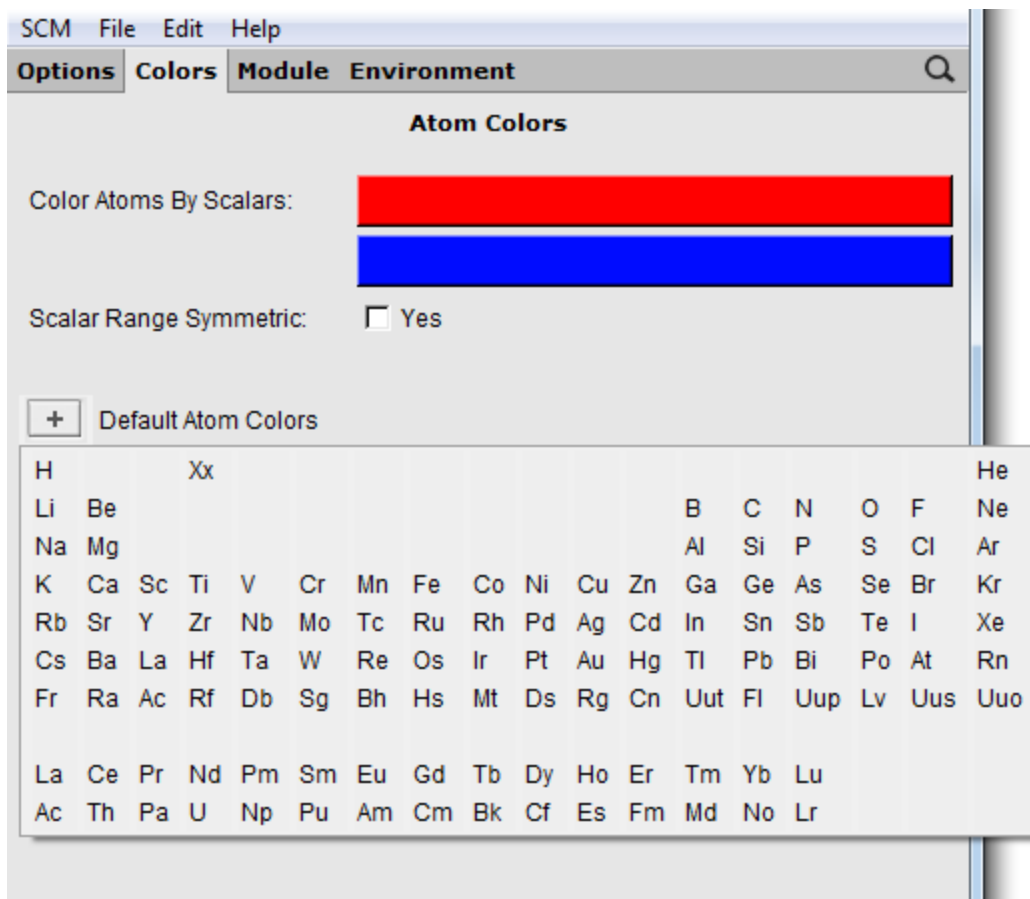 SCM File Edit Help
Options Colors Module Environment
Atom Colors
Color Atoms By Scalars:
Scalar Range Symmetric: Yes
+ Default Atom Colors
H Xx He
Li Be B C N O F Ne
Na Mg Al Si P S Cl Ar
K Ca Sc Ti V Cr Mn Fe Co Ni Cu Zn Ga Ge As Se Br Kr
Rb Sr Y Zr Nb Mo Tc Ru Rh Pd Ag Cd In Sn Sb Te I Xe
Cs Ba La Hf Ta W Re Os Ir Pt Au Hg Tl Pb Bi Po At Rn
Fr Ra Ac Rf Db Sg Bh Hs Mt Ds Rg Cn Uut Fl Uup Lv Uus Uuo
La Ce Pr Nd Pm Sm Eu Gd Tb Dy Ho Er Tm Yb Lu
Ac Th Pa U Np Pu Am Cm Bk Cf Es Fm Md No Lr